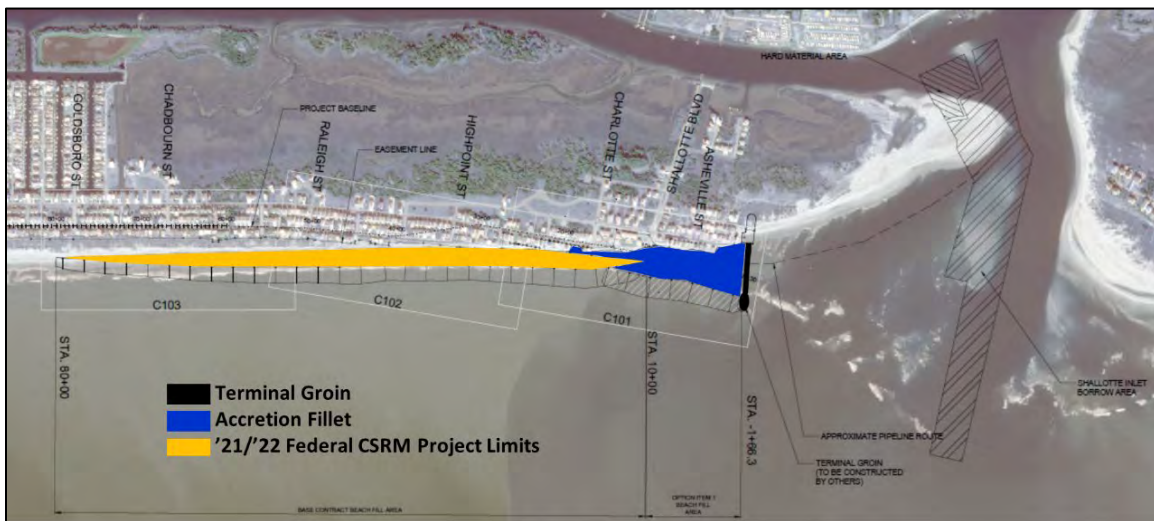 HARD MATERIAL AREA
GOLDSBORO ST
CHADBOURN ST
PROJECT BASELINE
RALEIGH ST
EASEMENT LINE
HIGHPOINT ST
CHARLOTTE ST
SHALLOTTE BLVD
ASHEVILLE ST
C103
C102
C101
STA. 80+00
STA. 10+00
STA. -1+66.3
Terminal Groin
Accretion Fillet
’21/’22 Federal CSRM Project Limits
SHALLOTTE INLET
BORROW AREA
APPROXIMATE PIPELINE ROUTE
TERMINAL GROIN
(TO BE CONSTRUCTED
BY OTHERS)
BASE CONTRACT BEACH FILL AREA
OPTION ITEM 1
BEACH FILL
AREA